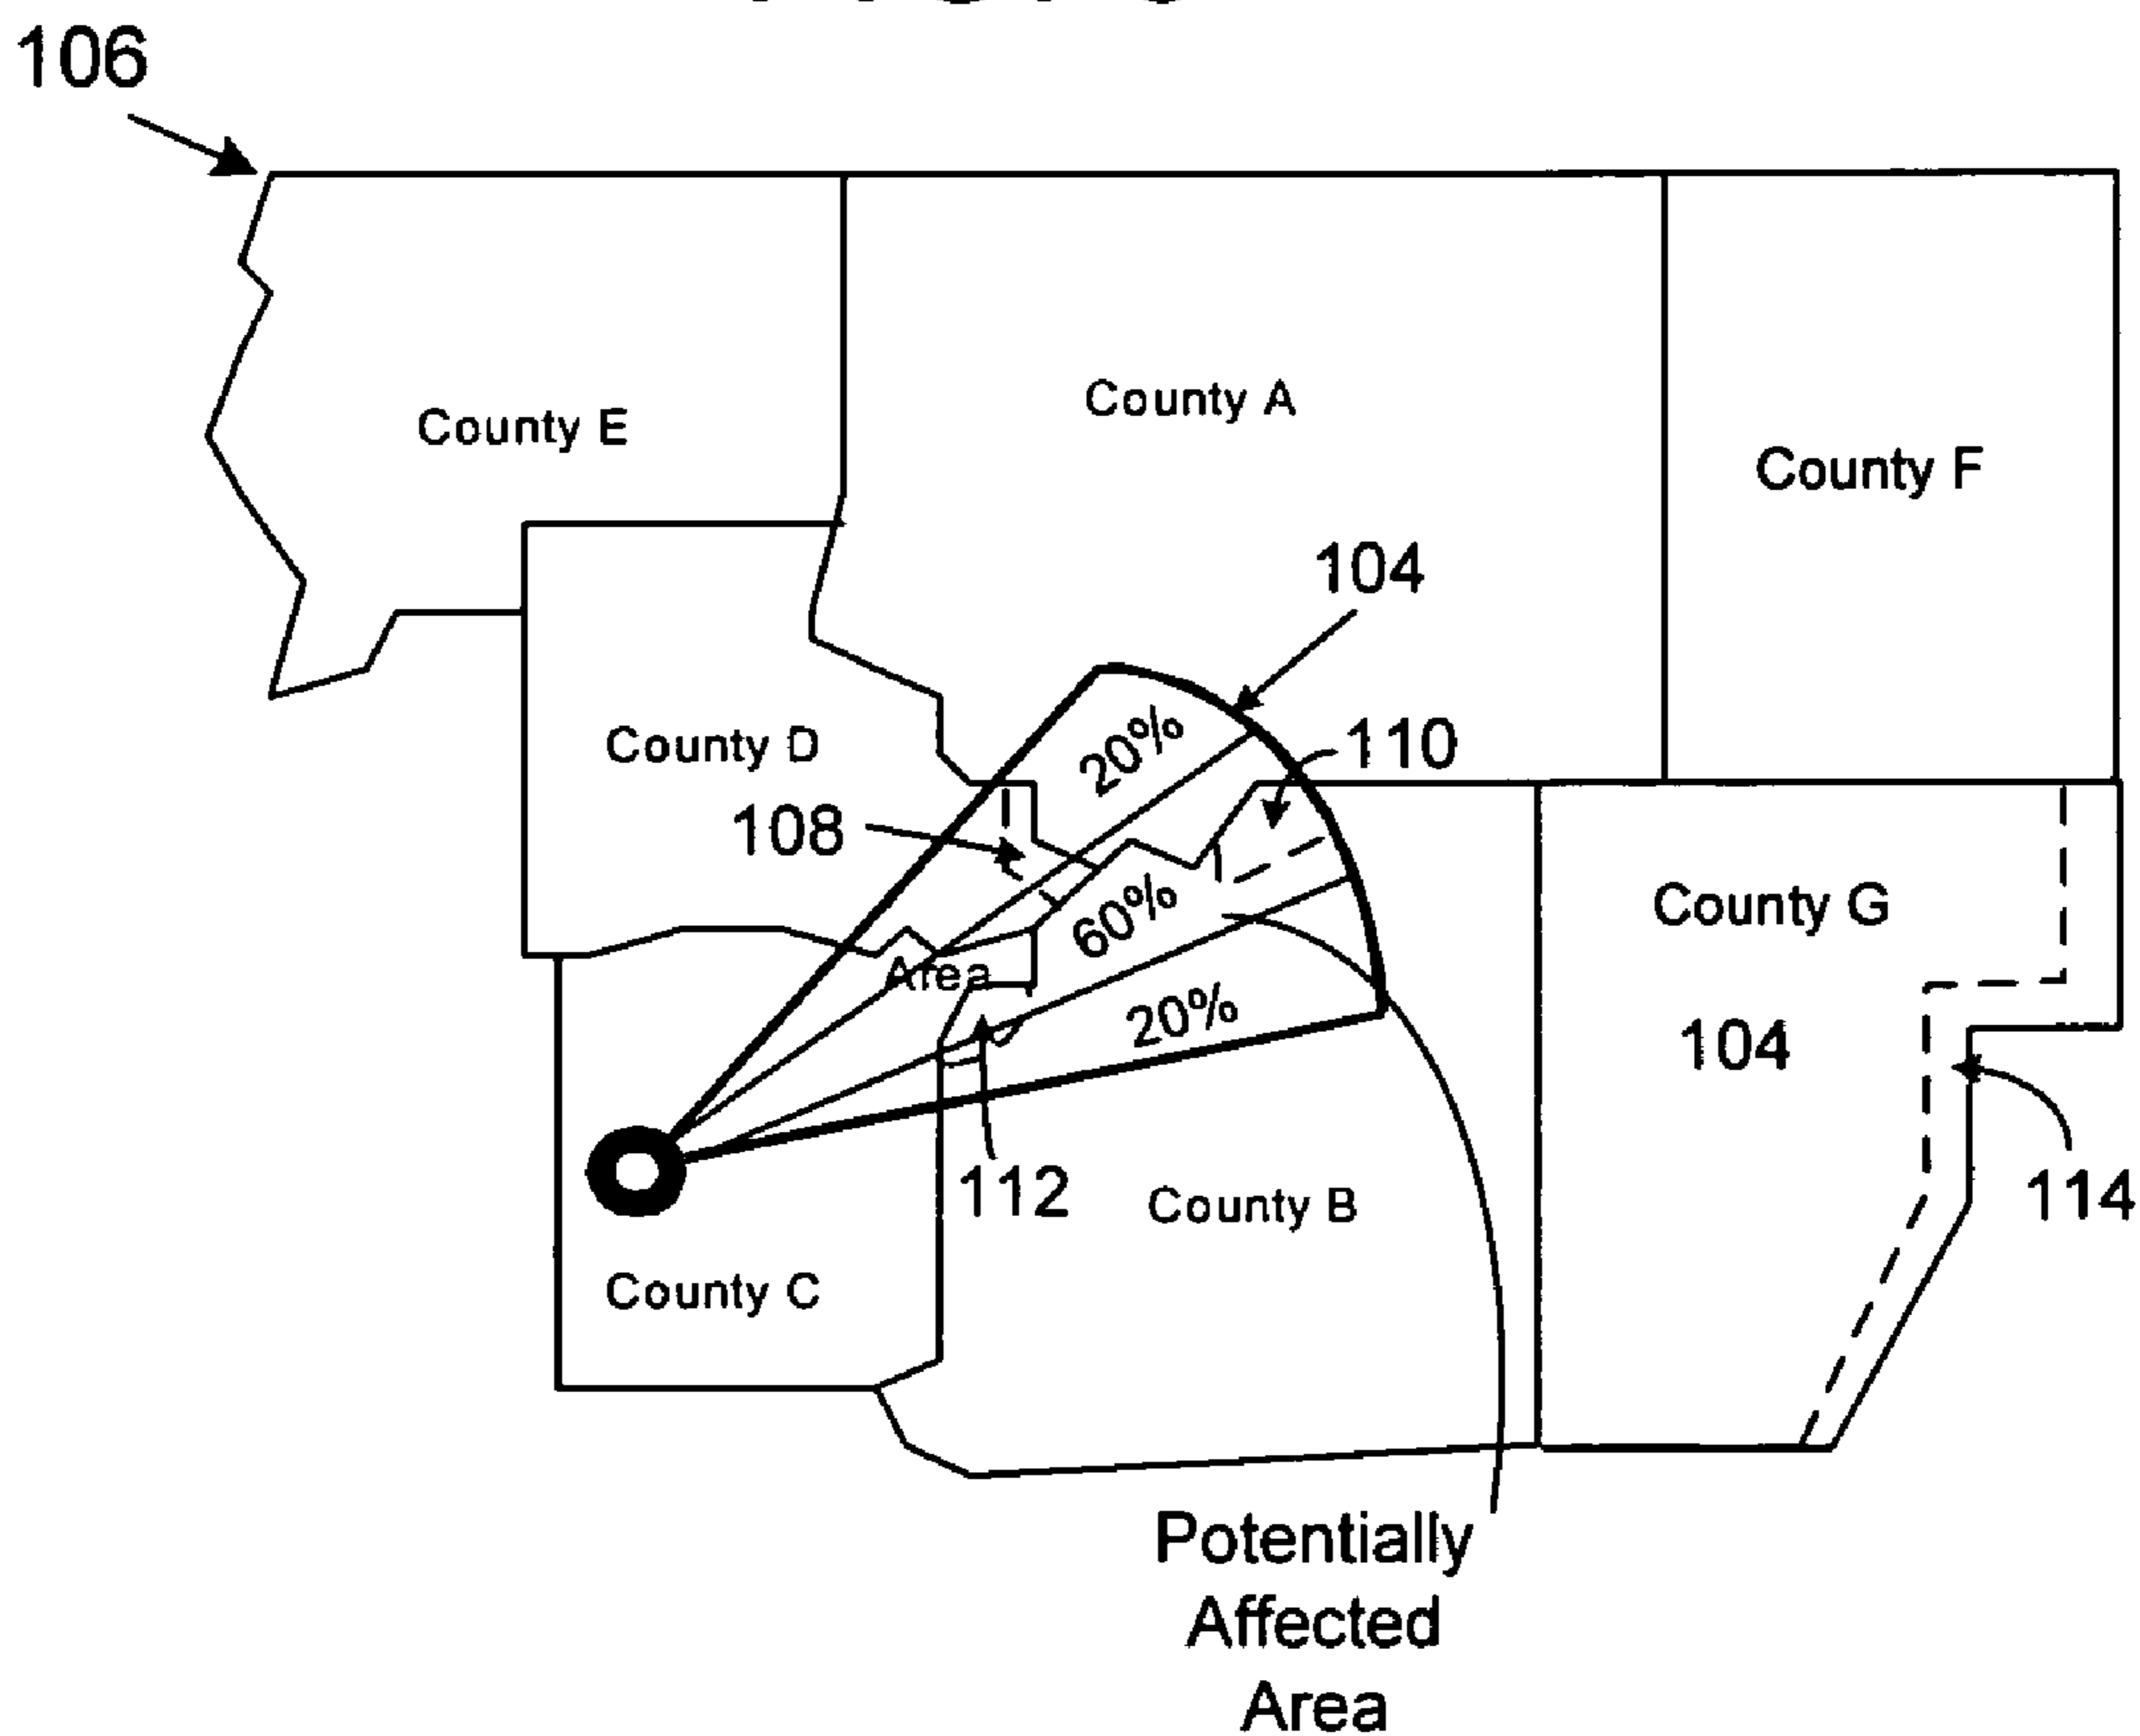 106
County A
County E
County F
104
20%
110
County D
108
60%
County G
Area
20%
104
112
County B
114
County C
Potentially
Affected
Area